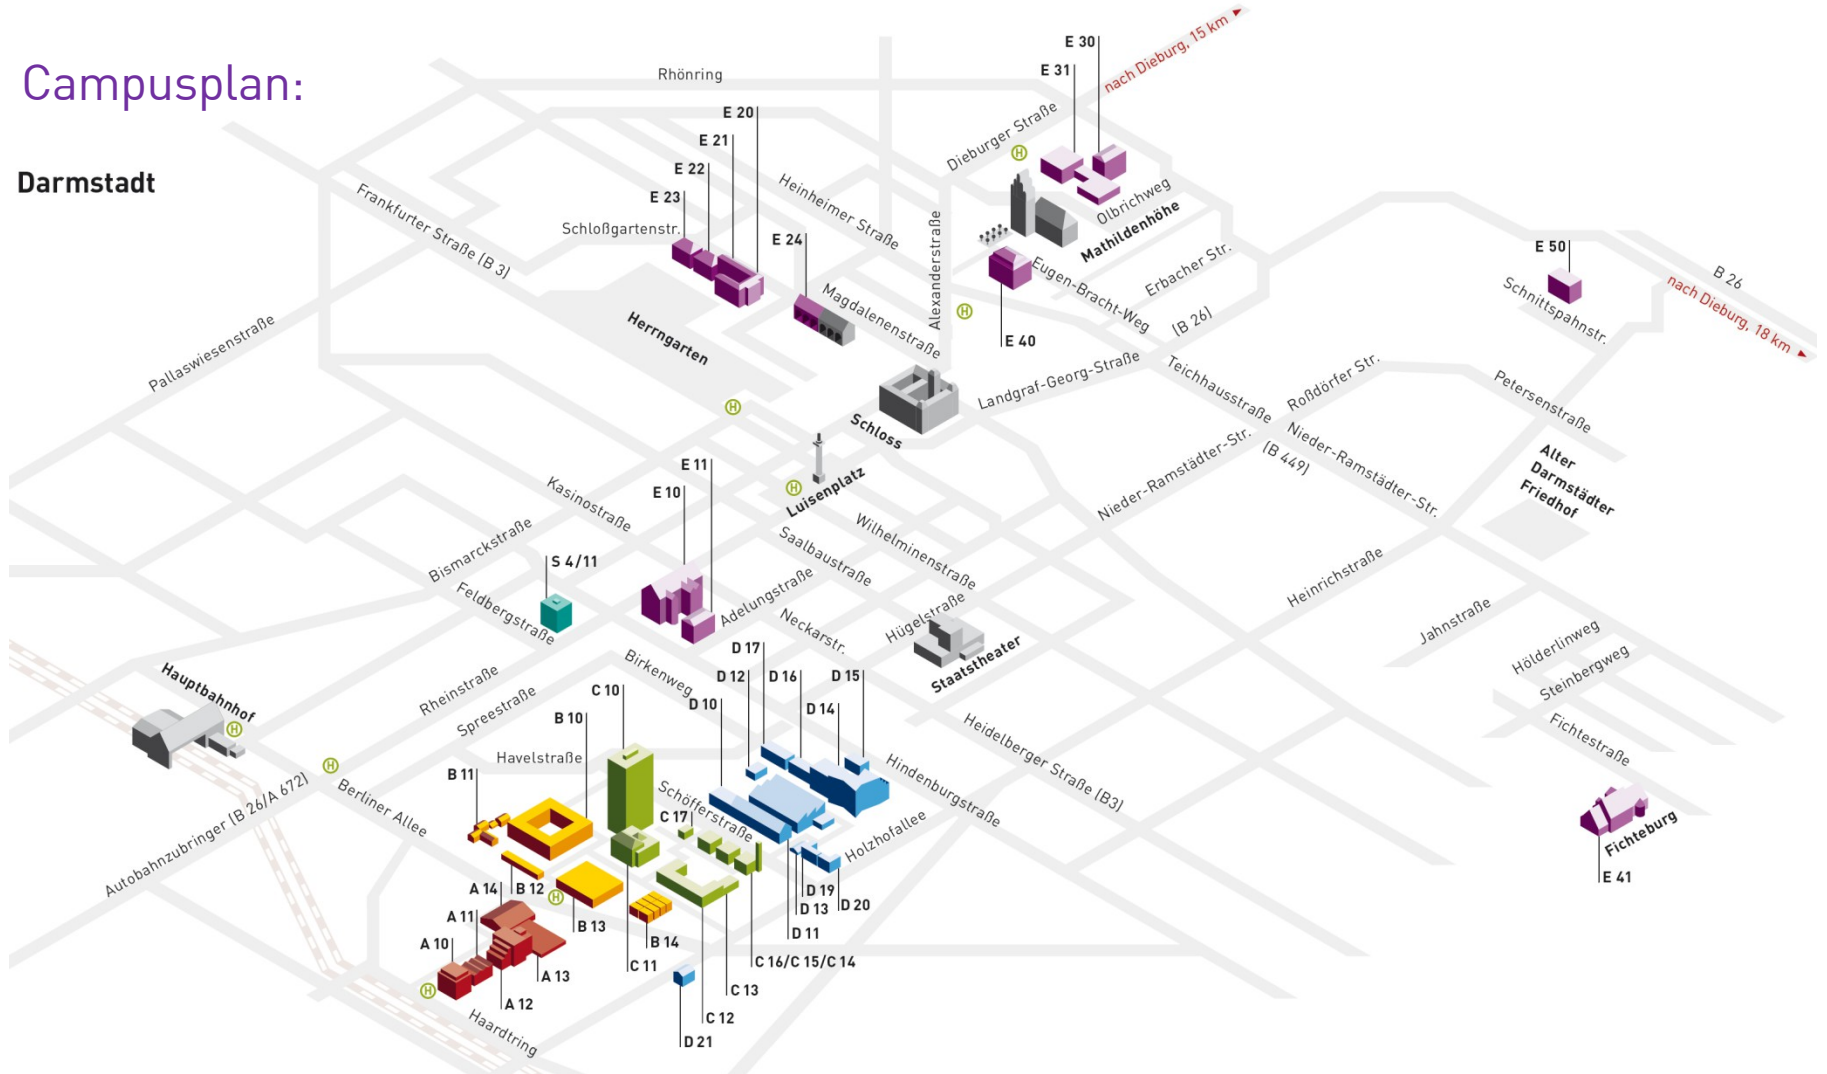 Campusplan:
Darmstadt
nach Dieburg, 15 km
E 30
E 31
Rhönring
Dieburger Straße
E 20
E 21
E 22
E 23
Heinheimer Straße
Olbrichweg
Mathildenhöhe
Frankfurter Straße (B 3)
Schloßgartenstr.
E 24
Alexanderstraße
Erbacher Str.
E 50
B 26
nach Dieburg, 18 km
Schnittspahnstr.
Eugen-Bracht-Weg
(B 26)
Magdalenenstraße
E 40
Herrngarten
Pallaswiesenstraße
Landgraf-Georg-Straße
Teichhausstraße
Roßdörfer Str.
Petersenstraße
Schloss
H
H
H
H
Luisenplatz
Nieder-Ramstädter-Str.
(B 449)
Nieder-Ramstädter-Str.
Alter
Darmstädter
Friedhof
E 11
E 10
Kasinostraße
Bismarckstraße
Saalbaustraße
Wilhelminenstraße
S 4/11
Feldbergstraße
Adelungstraße
Neckarstr.
Hügelstraße
Staatstheater
Heinrichstraße
Jahnstraße
Hölderlinweg
Steinbergweg
Fichtestraße
Hauptbahnhof
H
Rheinstraße
Spreestraße
Birkenweg
D 17
D 12
D 16
D 15
C 10
D 10
D 14
B 10
Heidelberger Straße (B3)
Havelstraße
H
B 11
Hindenburgstraße
Autobahnzubringer (B 26/A 672)
Berliner Allee
Schöfferstraße
C 17
Holzhofallee
Fichteburg
E 41
A 14
B 12
H
D 19
D 20
D 13
A 11
B 13
D 11
A 10
B 14
C 11
C 16/C 15/C 14
A 13
C 13
H
A 12
C 12
Haardtring
D 21